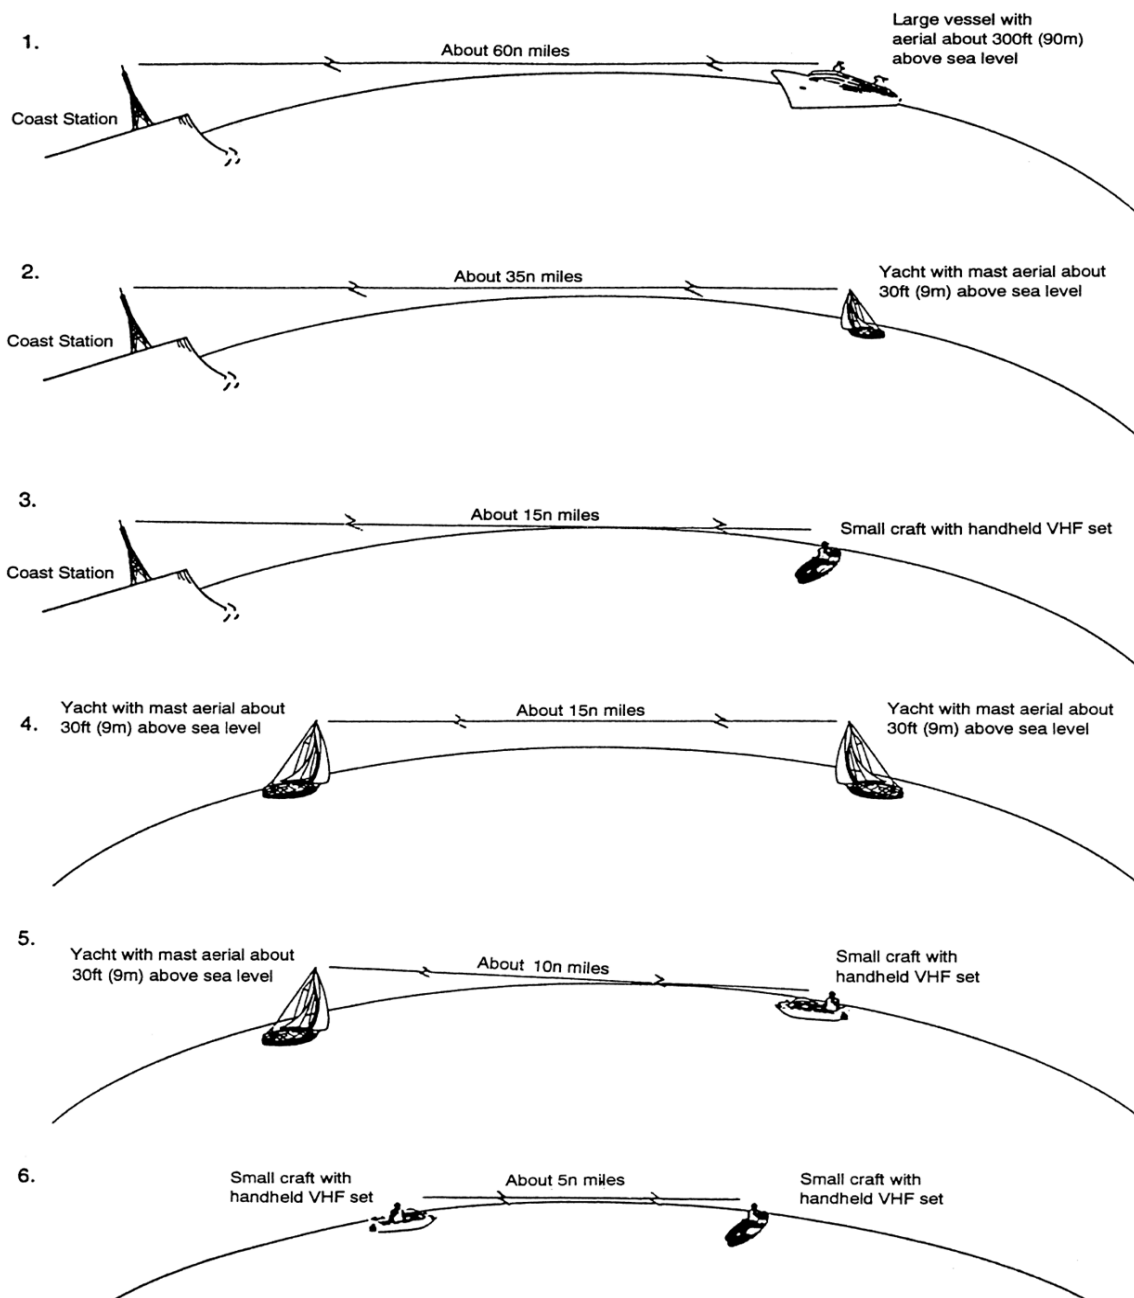 1.
About 60n miles
Large vessel with
aerial about 300ft (90m)
above sea level
Coast Station
2.
About 35n miles
Yacht with mast aerial about
30ft (9m) above sea level
Coast Station
3.
About 15n miles
Small craft with handheld VHF set
Coast Station
4.
Yacht with mast aerial about
30ft (9m) above sea level
About 15n miles
Yacht with mast aerial about
30ft (9m) above sea level
5.
Yacht with mast aerial about
30ft (9m) above sea level
About 10n miles
Small craft with
handheld VHF set
6.
Small craft with
handheld VHF set
About 5n miles
Small craft with
handheld VHF set